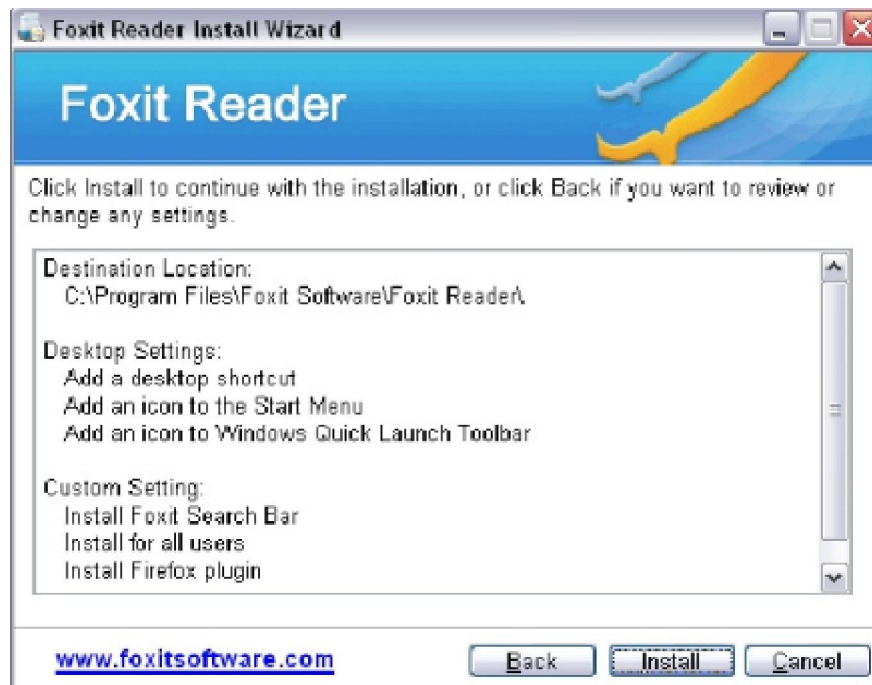 Foxit Reader Install Wizard
Foxit Reader
Click Install to continue with the installation, or click Back if you want to review or
change any settings.
Destination Location:
C:\Program Files\Foxit Software\Foxit Reader\
Desktop Settings:
Add a desktop shortcut
Add an icon to the Start Menu
Add an icon to Windows Quick Launch Toolbar
Custom Setting:
Install Foxit Search Bar
Install for all users
Install Firefox plugin
www.foxitsoftware.com
Back
Install
Cancel